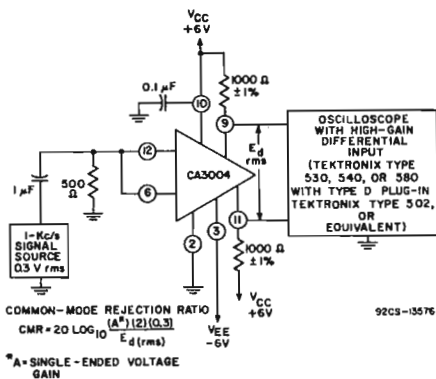 VCC
+6V
0.1 µF
1000 Ω
±1%
10
9
OSCILLOSCOPE
WITH HIGH-GAIN
DIFFERENTIAL
INPUT
(TEKTRONIX TYPE
530, 540, OR 580
WITH TYPE D PLUG-IN
TEKTRONIX TYPE 502,
OR
EQUIVALENT)
Ed
rms
12
CA3004
1 µF
500
Ω
6
11
2
3
1000 Ω
±1%
1-Kc/s
SIGNAL
SOURCE
0.3 V rms
VCC
+6V
VEE
-6V
COMMON-MODE REJECTION RATIO
CMR = 20 LOG10 (A*)(2)(0.3)
Ed(rms)
*A = SINGLE-ENDED VOLTAGE
GAIN
92CS-13576